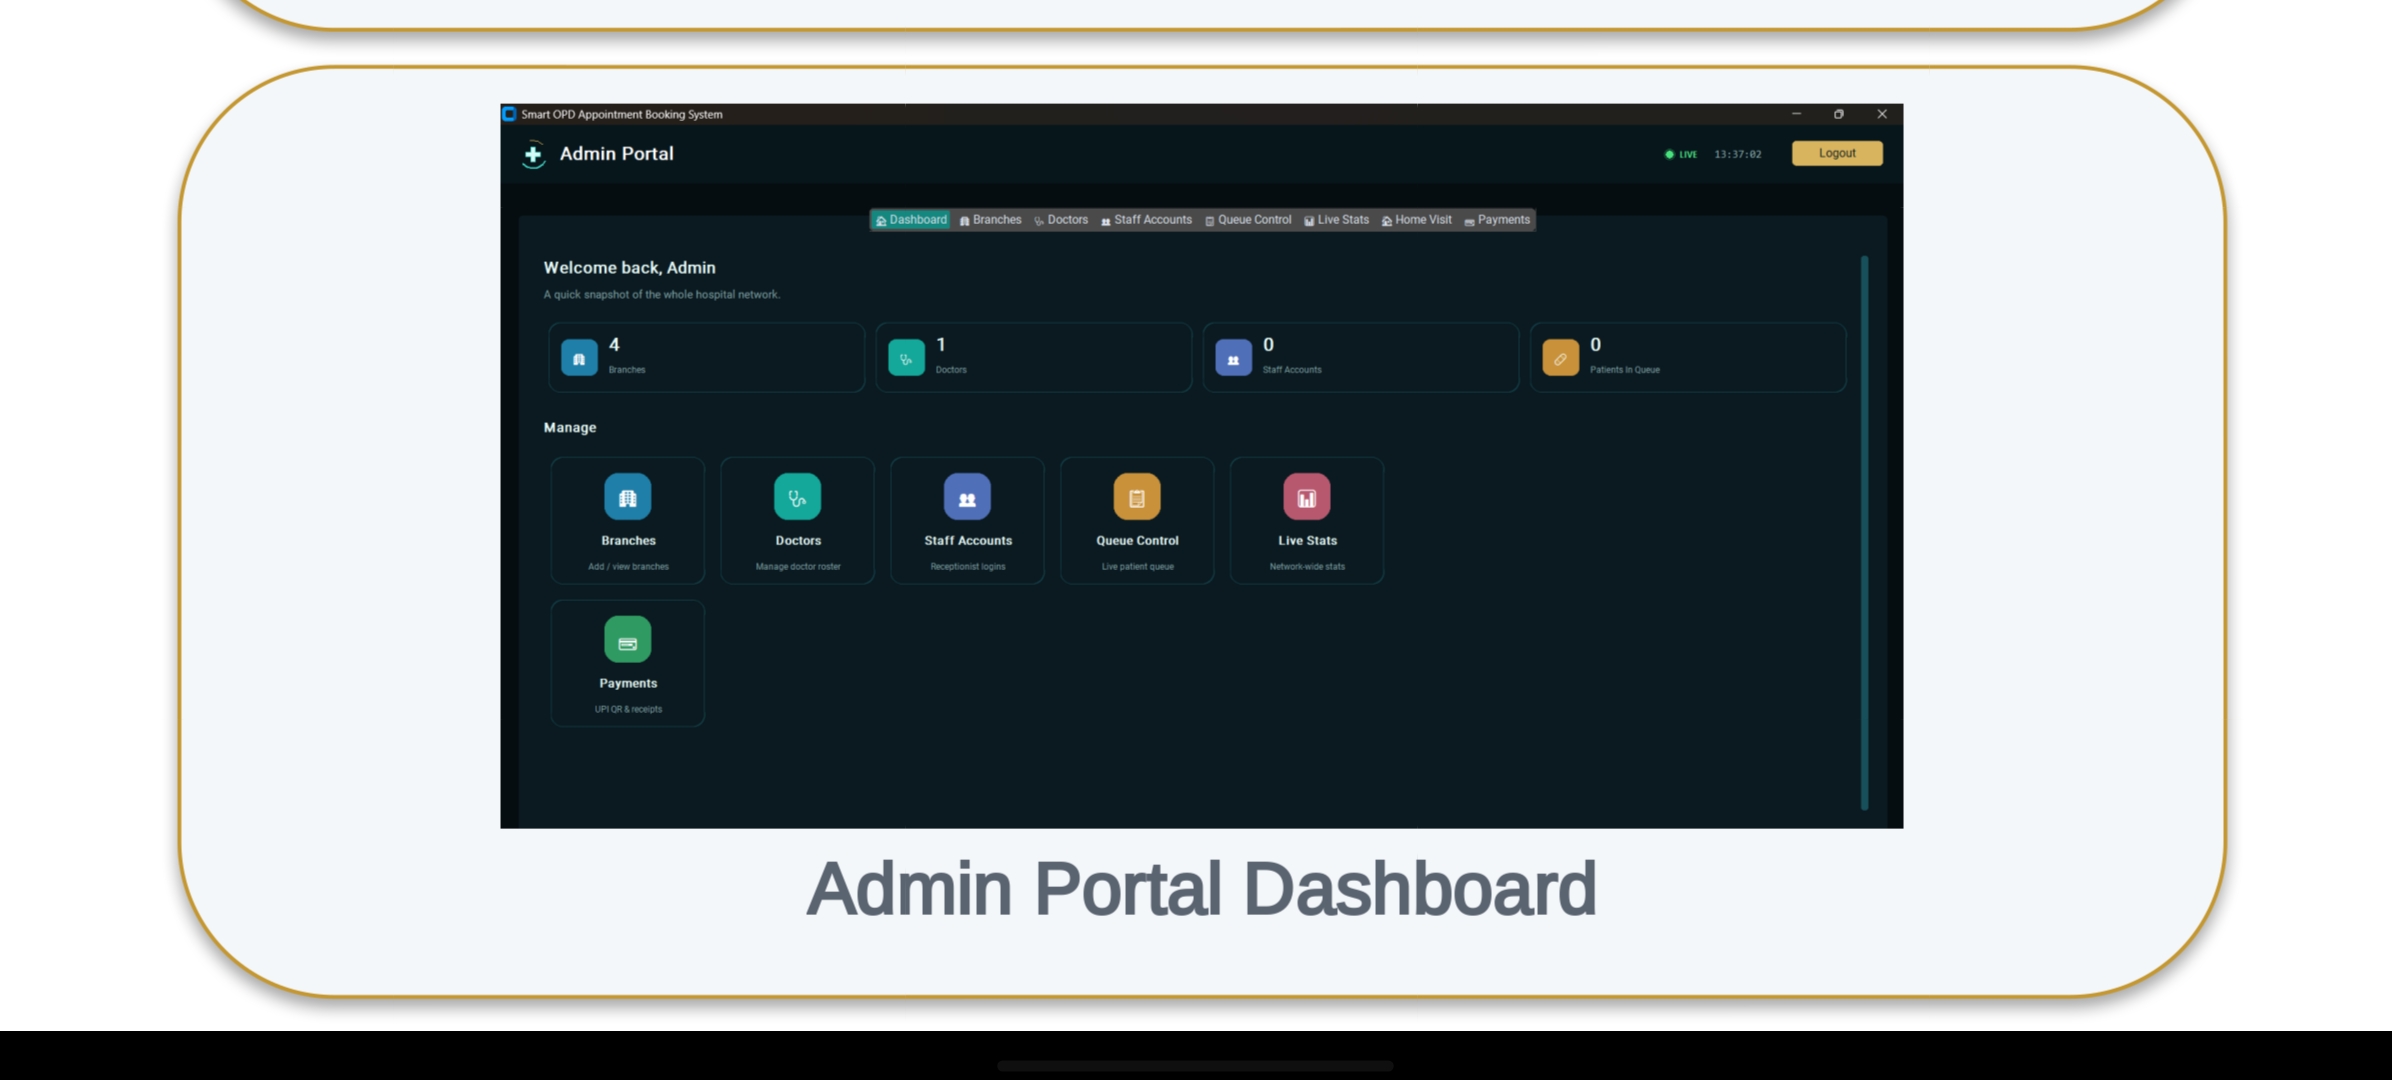 Smart OPD Appointment Booking System
Admin Portal
LIVE 13:37:02 Logout
Dashboard Branches Doctors Staff Accounts Queue Control Live Stats Home Visit Payments
Welcome back, Admin
A quick snapshot of the whole hospital network.
4
Branches
1
Doctors
0
Staff Accounts
0
Patients In Queue
Manage
Branches
Add / view branches
Doctors
Manage doctor roster
Staff Accounts
Receptionist logins
Queue Control
Live patient queue
Live Stats
Network-wide stats
Payments
UPI QR & receipts
Admin Portal Dashboard